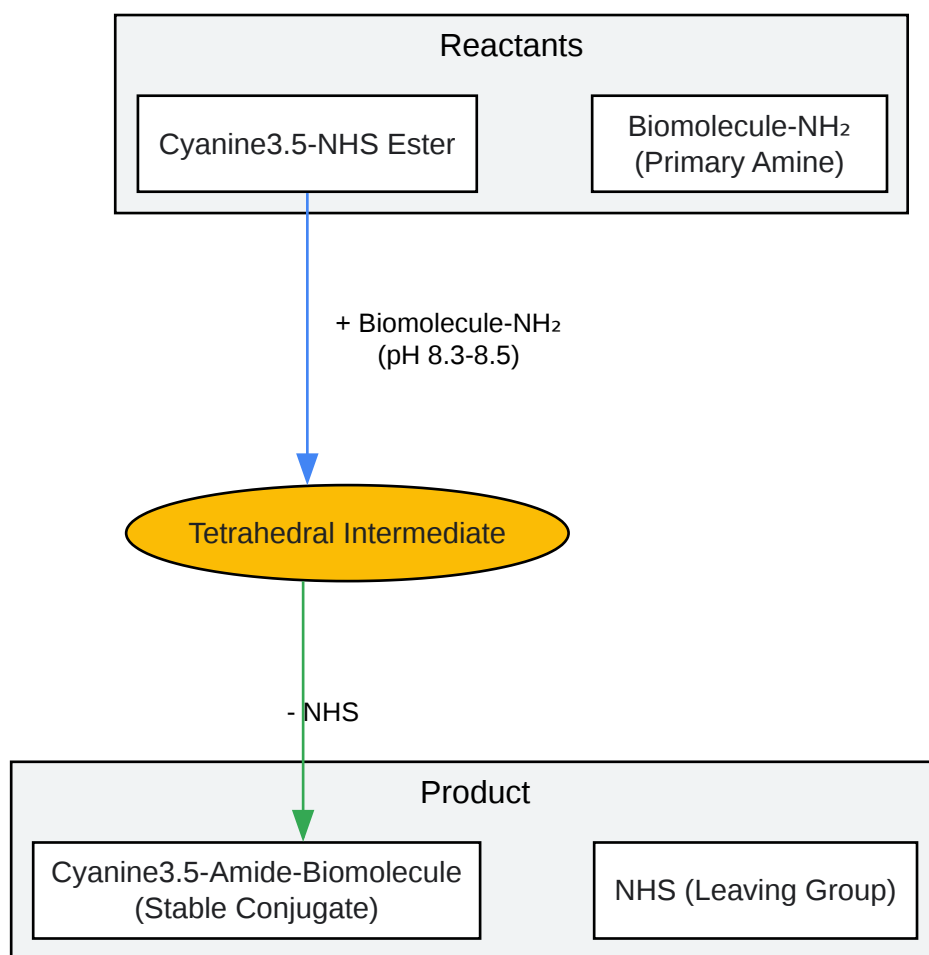 Reactants
Cyanine3.5-NHS Ester
Biomolecule-NH₂
(Primary Amine)
+ Biomolecule-NH₂
(pH 8.3-8.5)
Tetrahedral Intermediate
- NHS
Product
Cyanine3.5-Amide-Biomolecule
(Stable Conjugate)
NHS (Leaving Group)